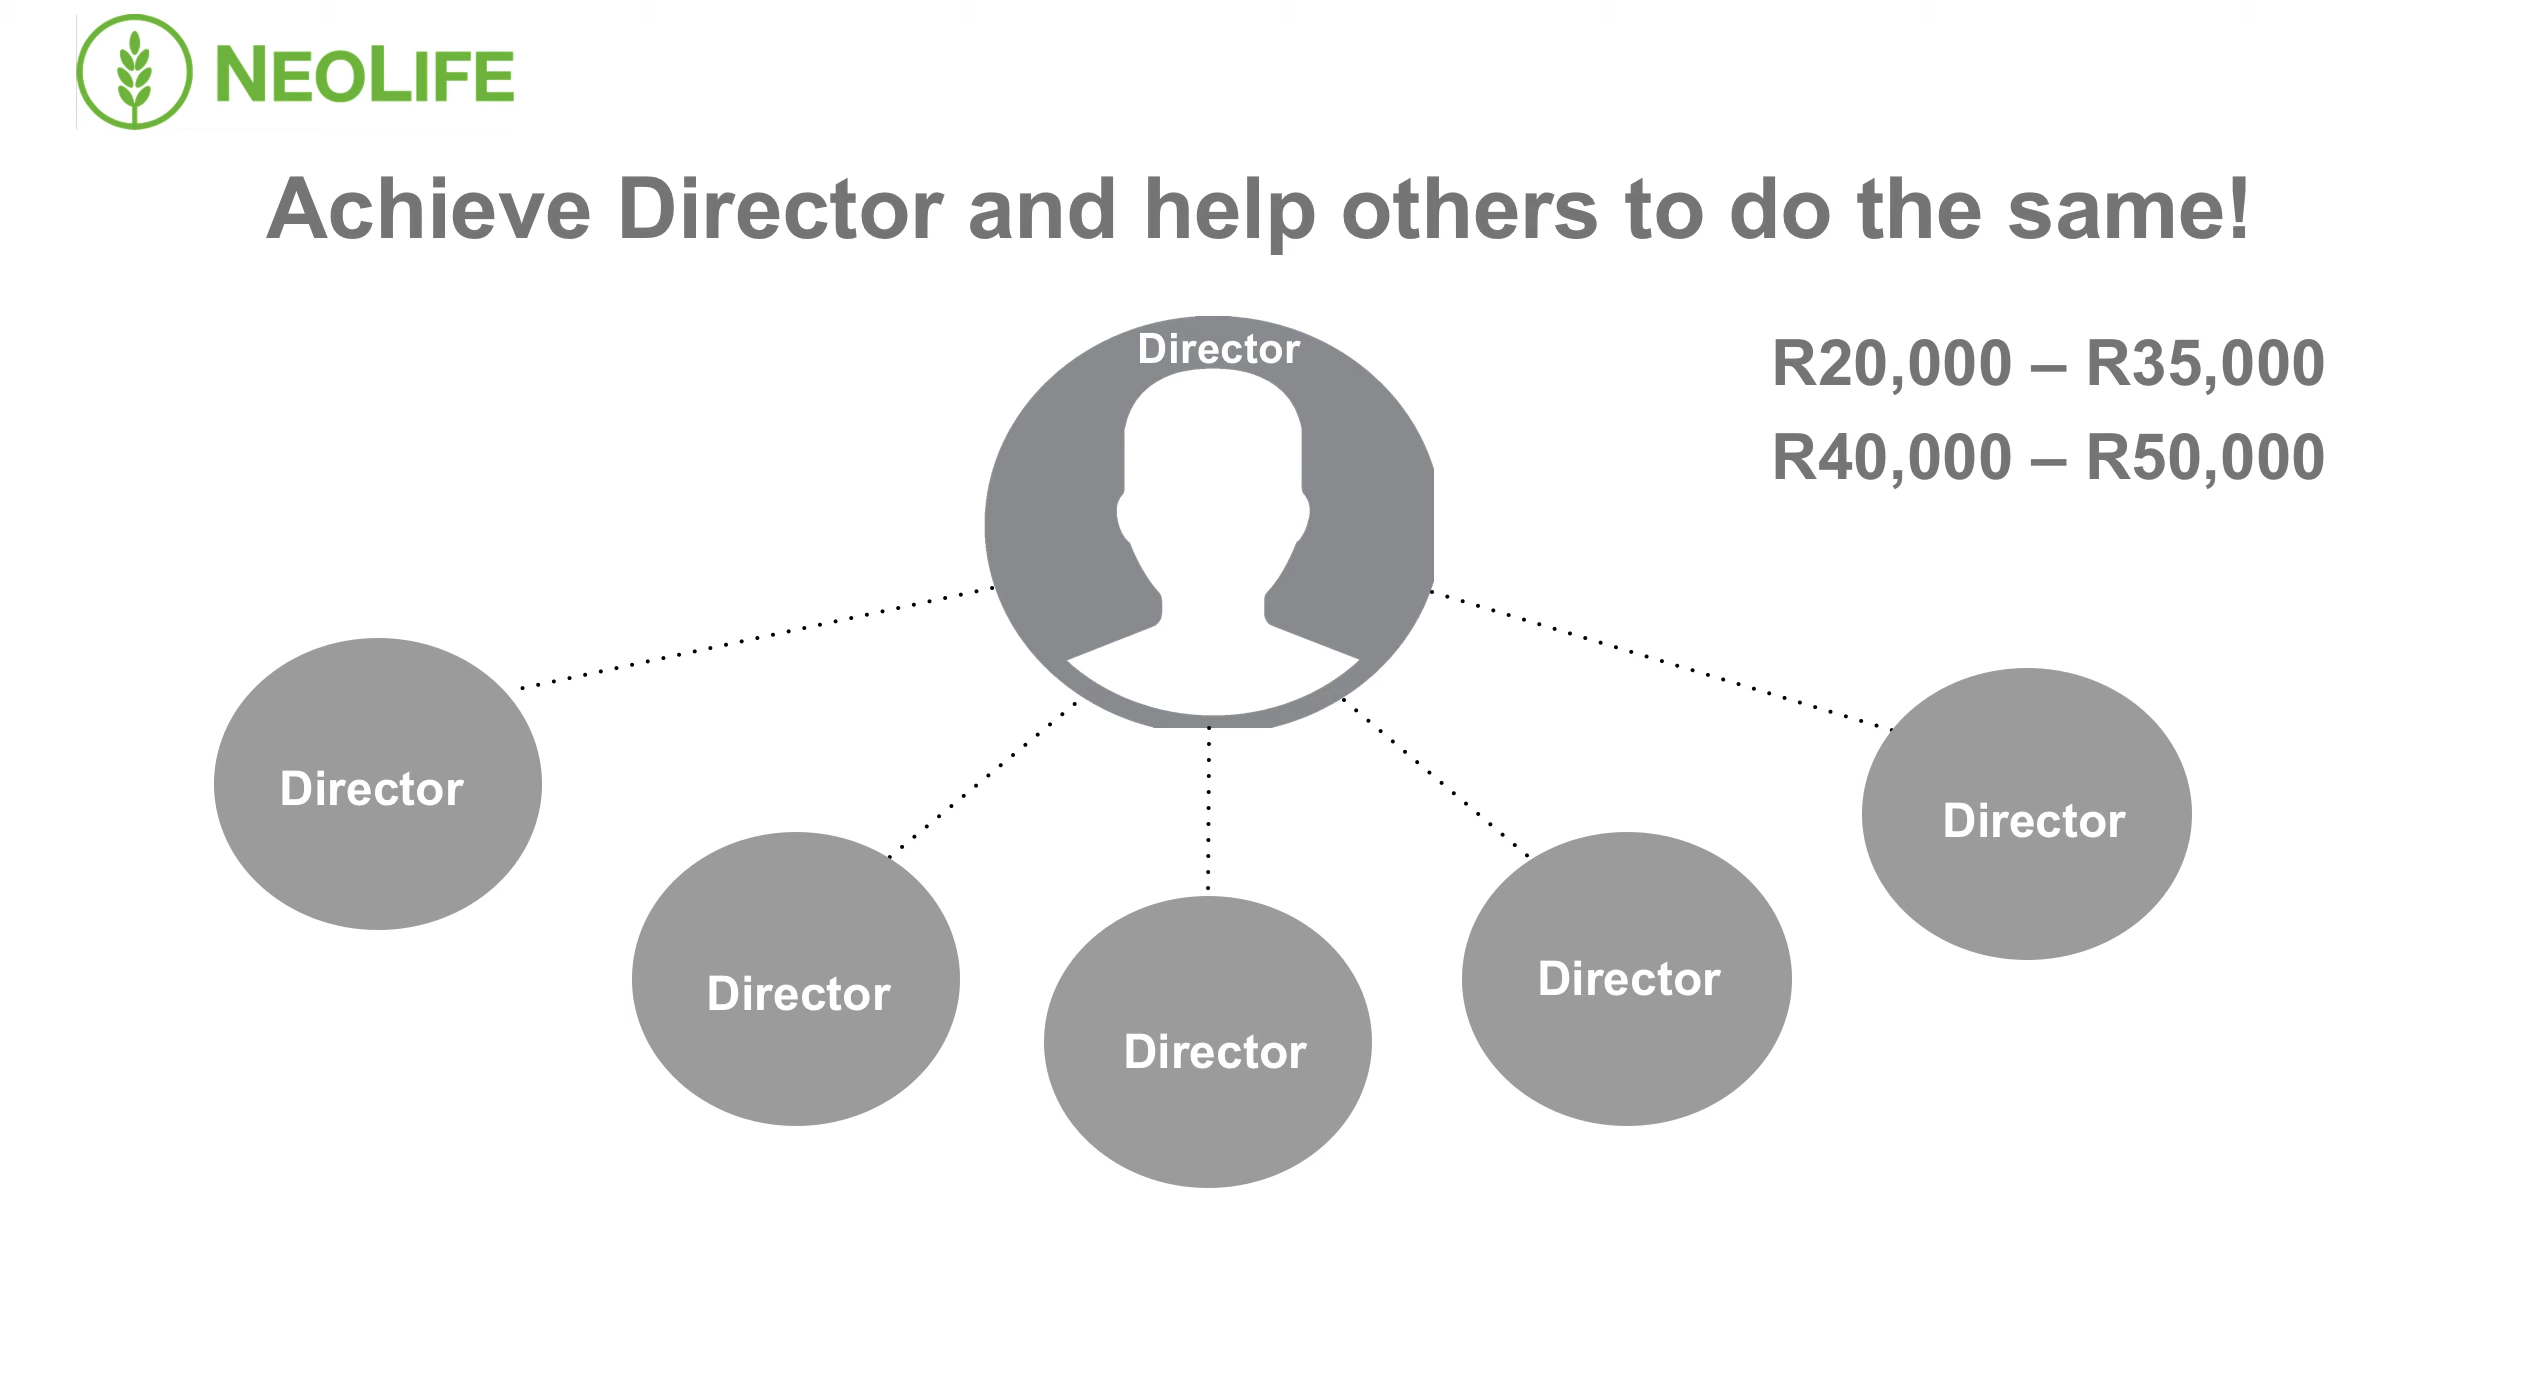 NEOLIFE
Achieve Director and help others to do the same!
Director
R20,000 – R35,000
R40,000 – R50,000
Director
Director
Director
Director
Director